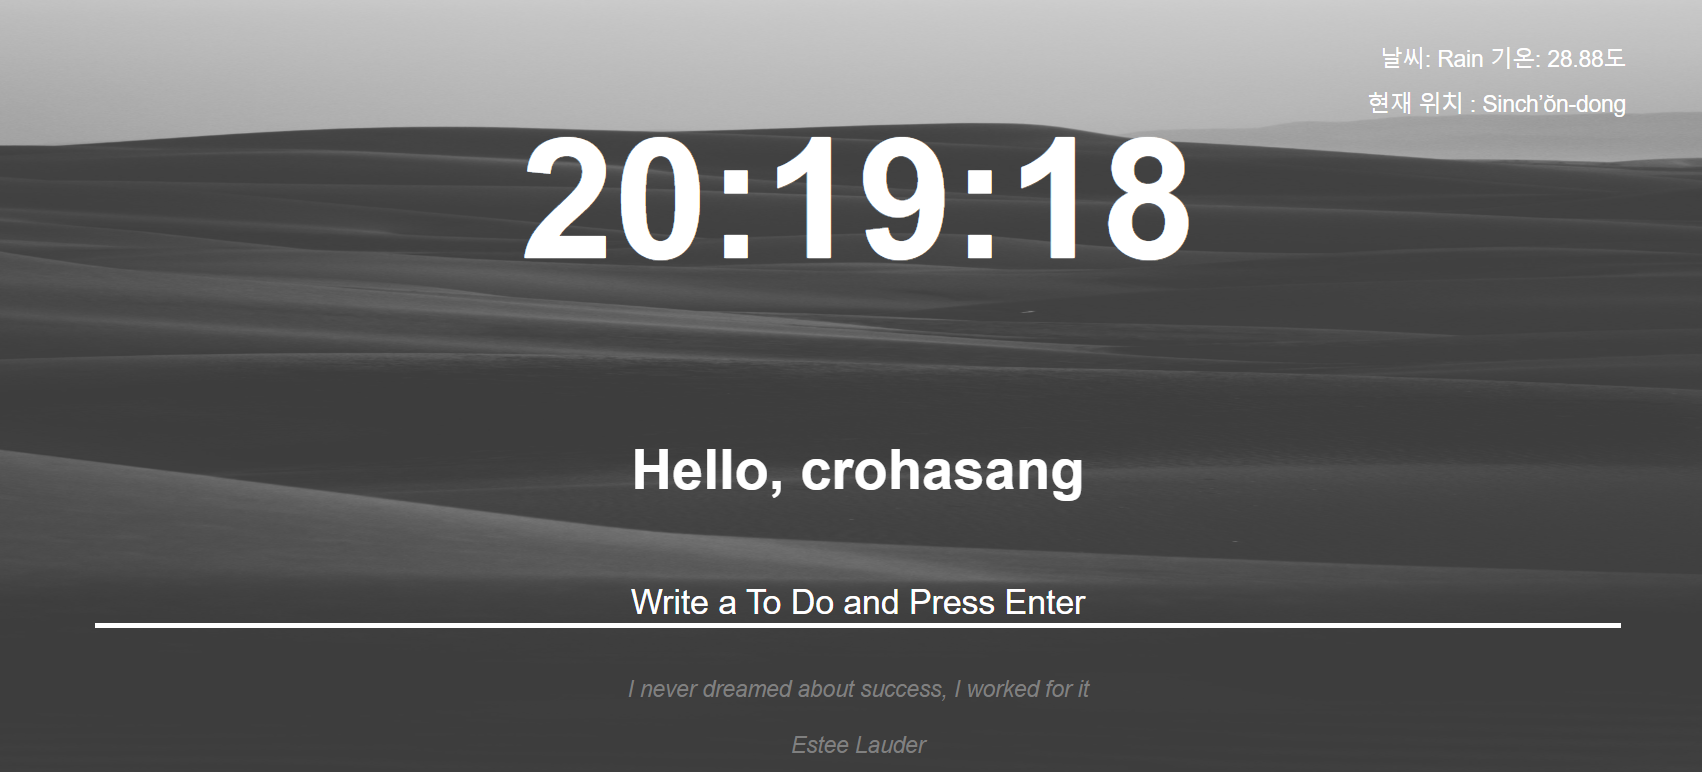 날씨: Rain 기온: 28.88도
현재 위치 : Sinch’ŏn-dong
20:19:18
Hello, crohasang
Write a To Do and Press Enter
I never dreamed about success, I worked for it
Estee Lauder